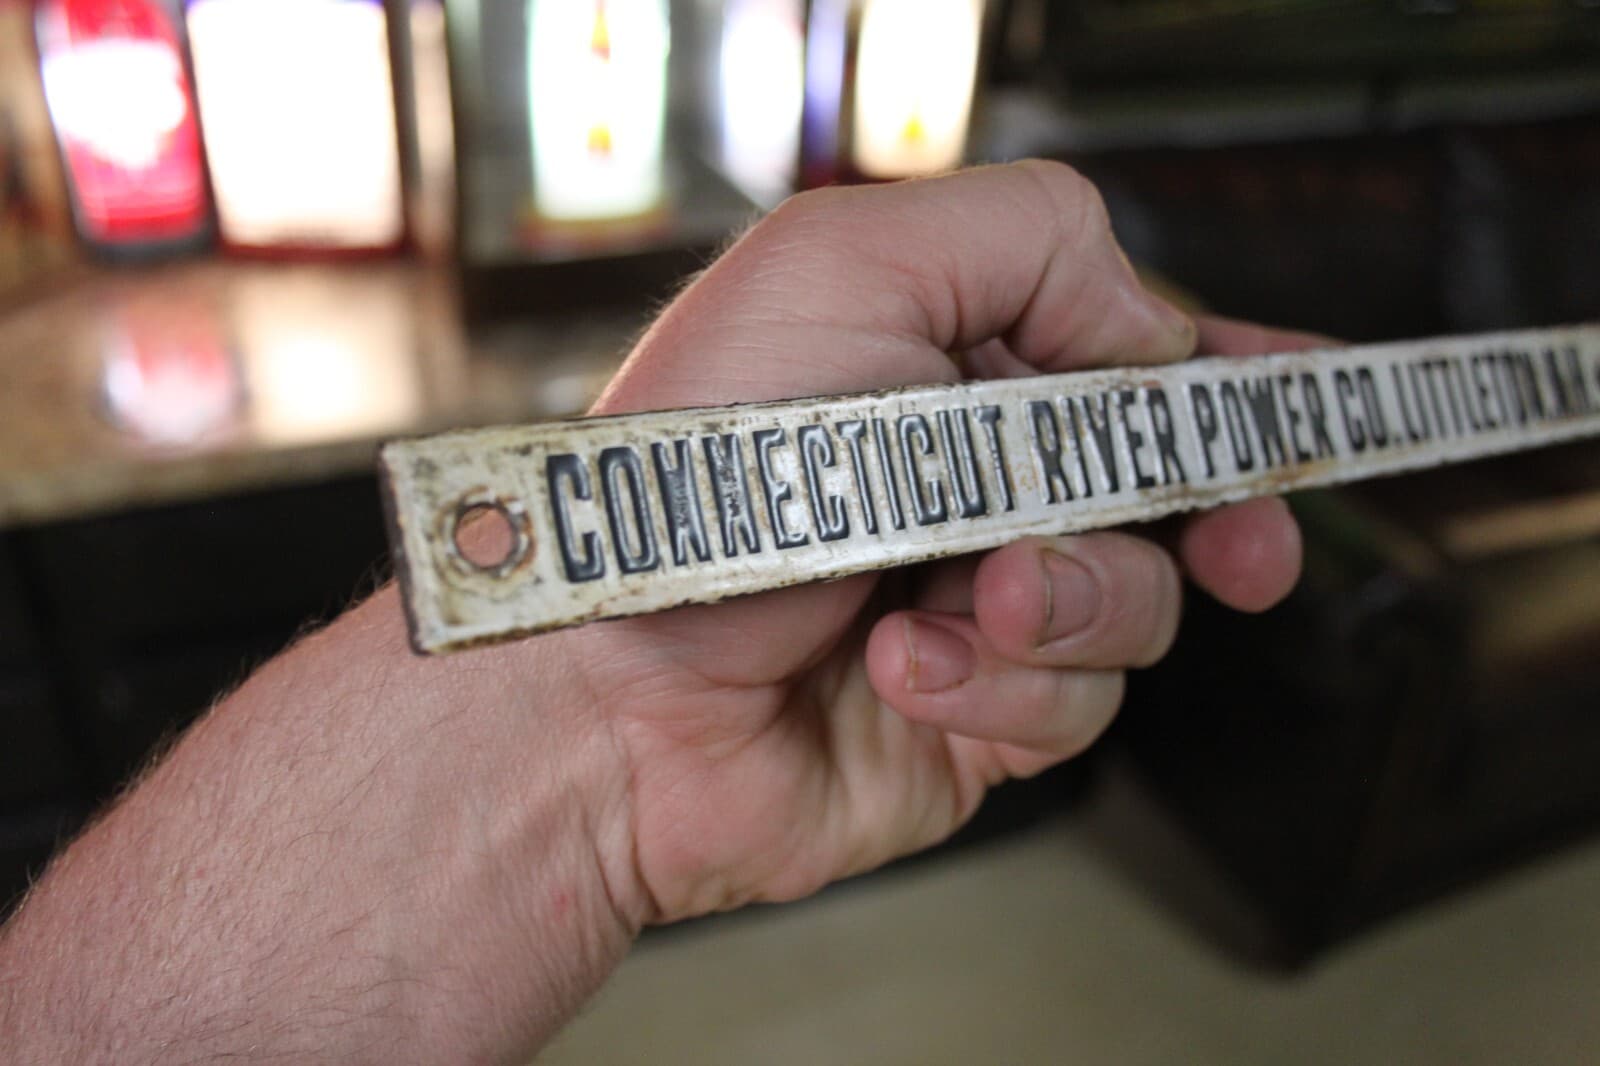 CONNECTICUT RIVER POWER CO. LITTLETON, N.H.